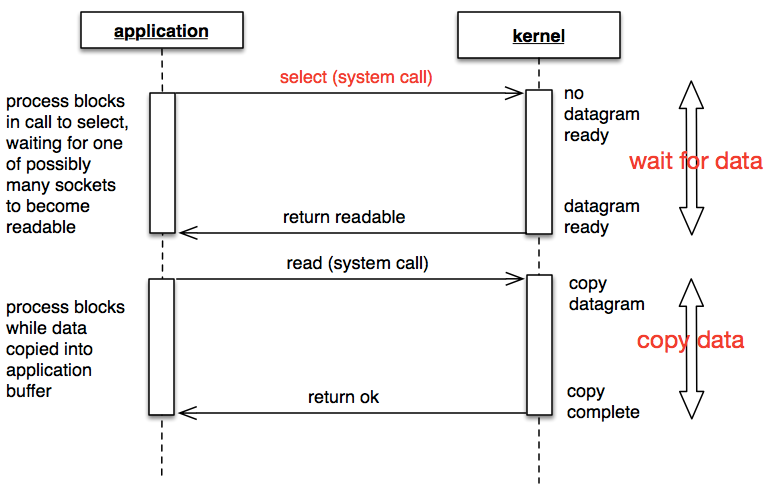 application
kernel
select (system call)
process blocks
in call to select,
waiting for one
of possibly
many sockets
to become
readable
no
datagram
ready
wait for data
datagram
ready
return readable
read (system call)
copy
datagram
process blocks
while data
copied into
application
buffer
copy data
return ok
copy
complete